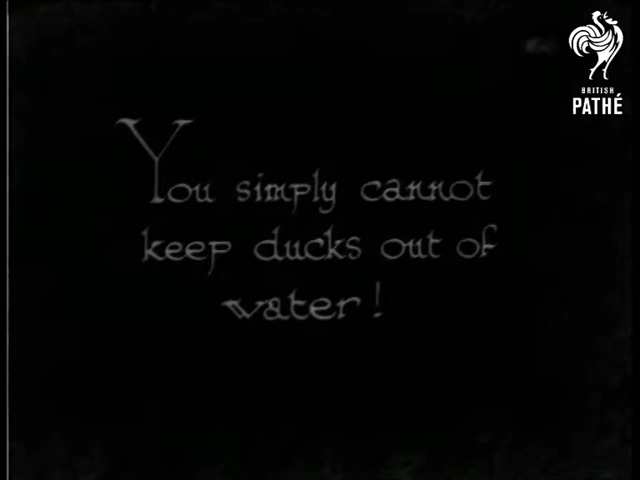 BRITISH
PATHÉ
You simply cannot
keep ducks out of
water!